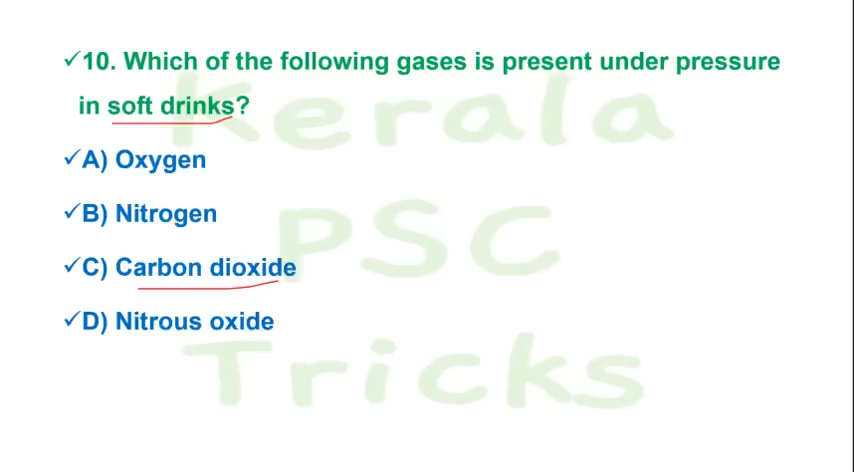 ✓10. Which of the following gases is present under pressure
in soft drinks?
✓A) Oxygen
✓B) Nitrogen
✓C) Carbon dioxide
✓D) Nitrous oxide
Kerala
PSC
Tricks